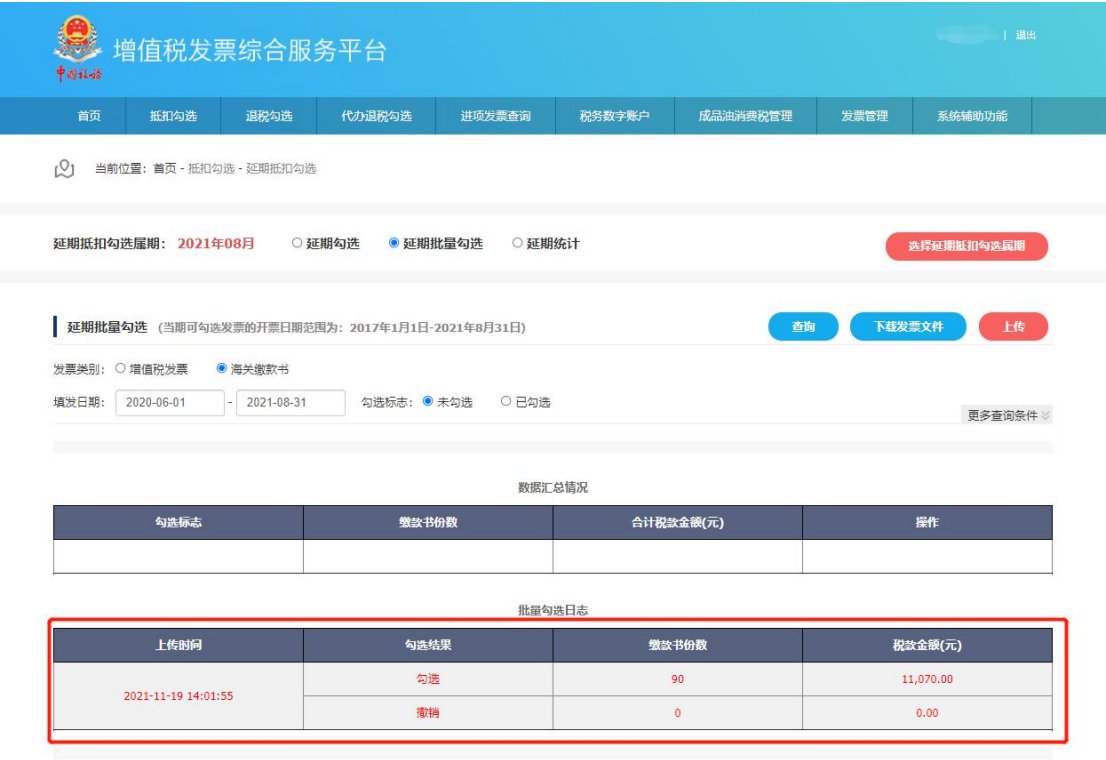 增值税发票综合服务平台
| 退出
中国税务
首页 抵扣勾选 退税勾选 代办退税勾选 进项发票查询 税务数字账户 成品油消费税管理 发票管理 系统辅助功能
当前位置：首页 - 抵扣勾选 - 延期抵扣勾选
延期抵扣勾选属期： 2021年08月 延期勾选 延期批量勾选 延期统计 选择延期抵扣勾选属期
延期批量勾选 (当期可勾选发票的开票日期范围为：2017年1月1日-2021年8月31日) 查询 下载发票文件 上传
发票类别： 增值税发票 海关缴款书
填发日期： 2020-06-01 - 2021-08-31 勾选标志： 未勾选 已勾选
更多查询条件
数据汇总情况
勾选标志 缴款书份数 合计税款金额(元) 操作
批量勾选日志
上传时间 勾选结果 缴款书份数 税款金额(元)
2021-11-19 14:01:55 勾选 90 11,070.00
撤销 0 0.00